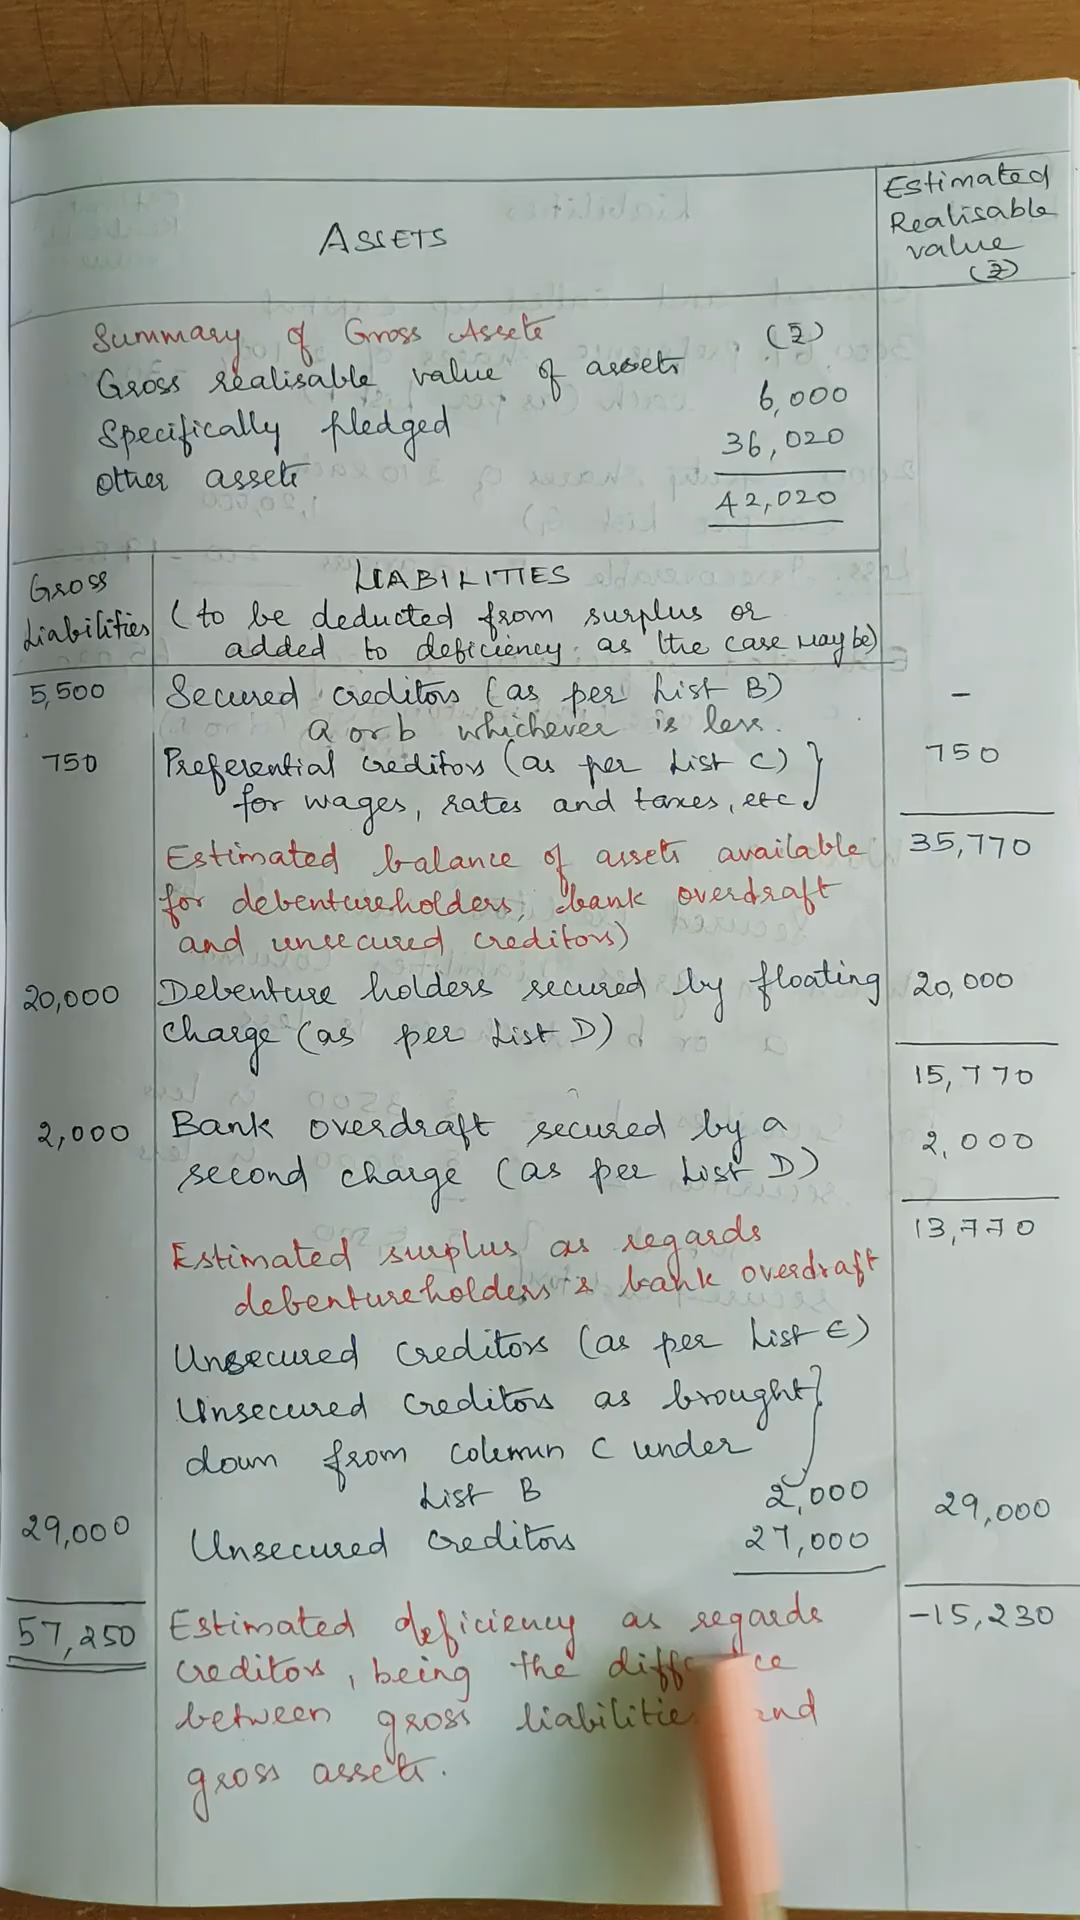 ASSETS
Estimated
Realisable
value
(₹)
Summary of Gross Assets (₹)
Gross realisable value of assets
Specifically pledged 6,000
other assets 36,020
42,020
Gross
Liabilities
LIABILITIES
(to be deducted from surplus or
added to deficiency as the case may be)
5,500 Secured creditors (as per List B) -
a or b whichever is less.
750 Preferential creditors (as per List C) } 750
for wages, rates and taxes, etc.
Estimated balance of assets available 35,770
for debentureholders, bank overdraft
and unsecured creditors)
20,000 Debenture holders secured by floating 20,000
charge (as per List D)
15,770
2,000 Bank overdraft secured by a 2,000
second charge (as per List D)
13,770
Estimated surplus as regards
debentureholders & bank overdraft
Unsecured Creditors (as per List E)
Unsecured Creditors as brought }
down from column C under
List B 2,000 29,000
29,000 Unsecured Creditors 27,000
57,250 Estimated deficiency as regards -15,230
creditors, being the
between gross and
gross assets.